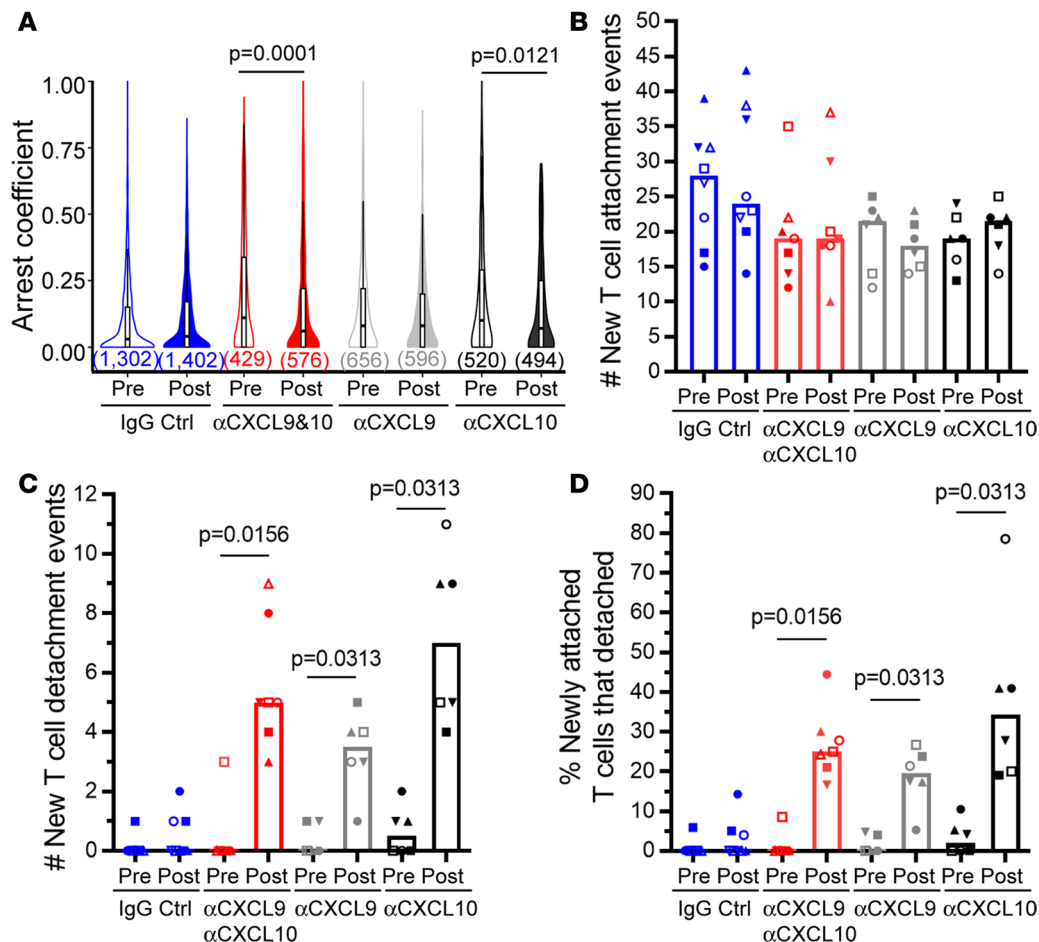 A
p=0.0001
p=0.0121
Arrest coefficient
1.00
0.75
0.50
0.25
0.00
(1,302) (1,402) (429) (576) (656) (596) (520) (494)
Pre Post Pre Post Pre Post Pre Post
IgG Ctrl αCXCL9&10 αCXCL9 αCXCL10
B
# New T cell attachment events
50
45
40
35
30
25
20
15
10
5
0
Pre Post Pre Post Pre Post Pre Post
IgG Ctrl αCXCL9 αCXCL9 αCXCL10
αCXCL10
C
# New T cell detachment events
12
10
8
6
4
2
0
p=0.0156
p=0.0313
p=0.0313
Pre Post Pre Post Pre Post Pre Post
IgG Ctrl αCXCL9 αCXCL9 αCXCL10
αCXCL10
D
% Newly attached
T cells that detached
90
80
70
60
50
40
30
20
10
0
p=0.0156
p=0.0313
p=0.0313
Pre Post Pre Post Pre Post Pre Post
IgG Ctrl αCXCL9 αCXCL9 αCXCL10
αCXCL10